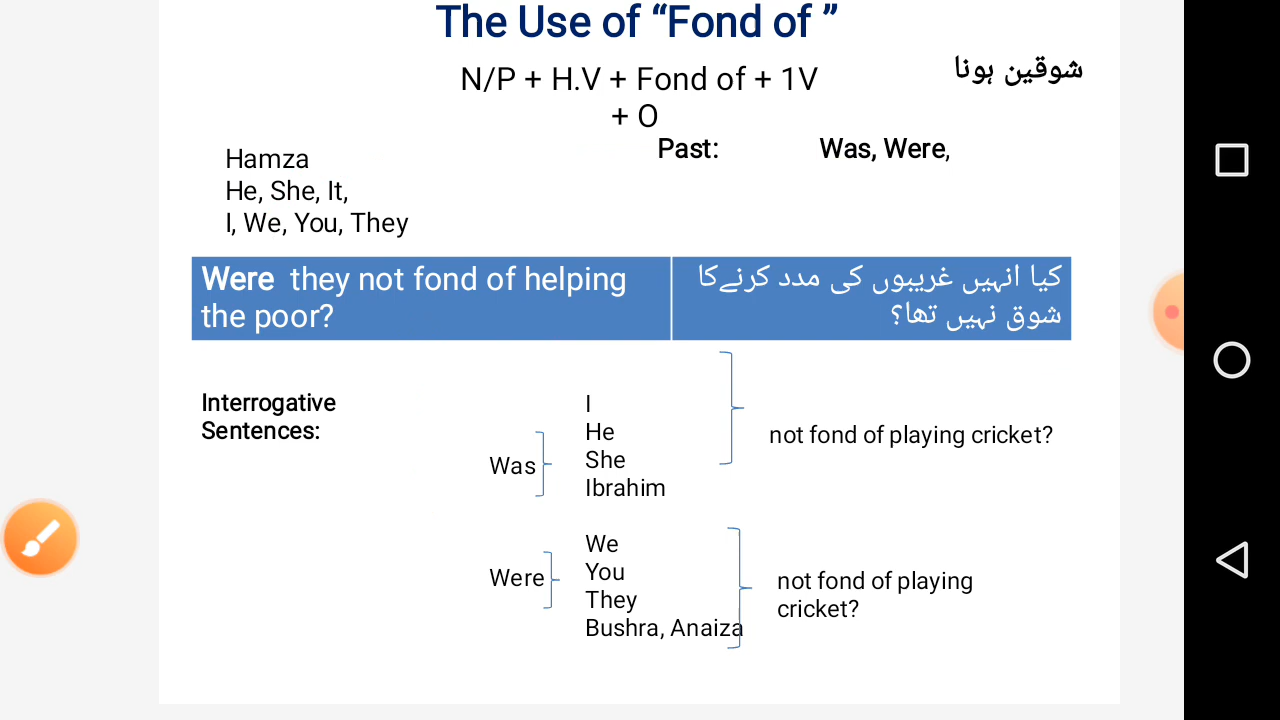 The Use of “Fond of ”
N/P + H.V + Fond of + 1V
+ O
شوقین ہونا
Past: Was, Were,
Hamza
He, She, It,
I, We, You, They
Were they not fond of helping
the poor?
کیا انہیں غریبوں کی مدد کرنےکا
شوق نہیں تھا؟
Interrogative
Sentences:
Was
I
He
She
Ibrahim
not fond of playing cricket?
Were
We
You
They
Bushra, Anaiza
not fond of playing
cricket?